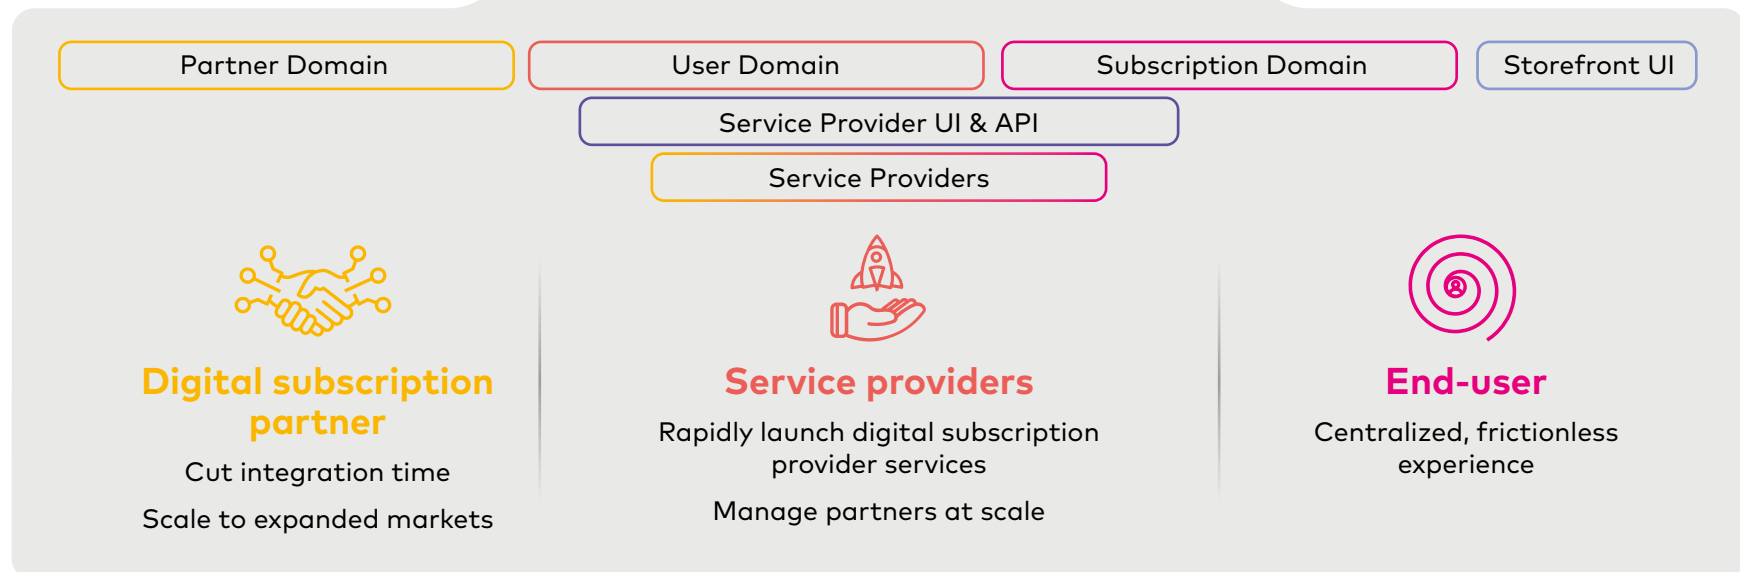 Partner Domain
User Domain
Subscription Domain
Storefront UI
Service Provider UI & API
Service Providers
Digital subscription
partner
Cut integration time
Scale to expanded markets
Service providers
Rapidly launch digital subscription
provider services
Manage partners at scale
End-user
Centralized, frictionless
experience